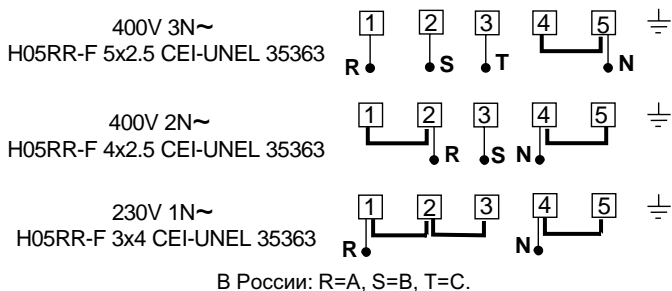 400V 3N~
H05RR-F 5x2.5 CEI-UNEL 35363
1 2 3 4 5
R S T N
400V 2N~
H05RR-F 4x2.5 CEI-UNEL 35363
1 2 3 4 5
R S N
230V 1N~
H05RR-F 3x4 CEI-UNEL 35363
1 2 3 4 5
R N
В России: R=A, S=B, T=C.